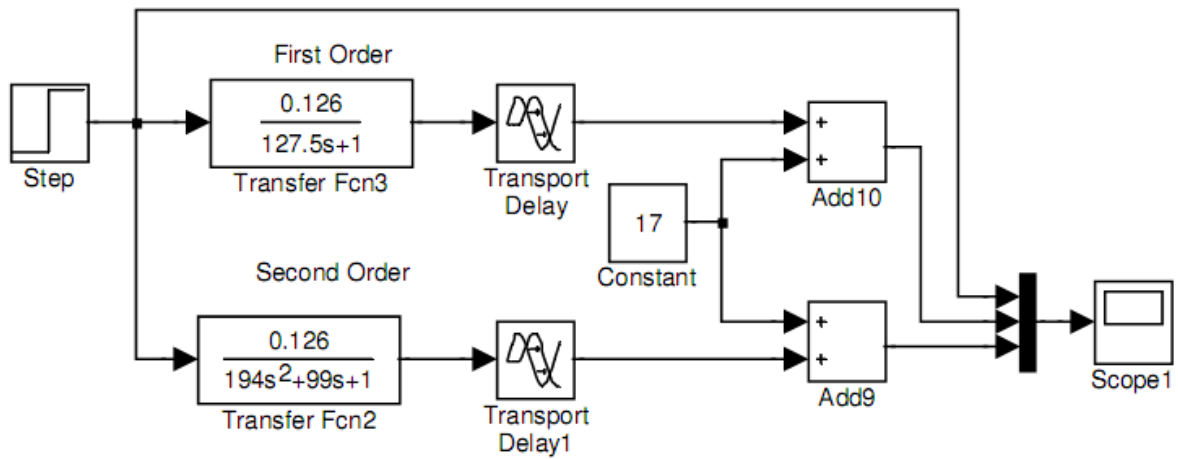 First Order
0.126
127.5s+1
Step
Transfer Fcn3
Transport
Delay
+
+
Add10
17
Constant
Second Order
0.126
194s²+99s+1
Transfer Fcn2
Transport
Delay1
+
+
Add9
Scope1